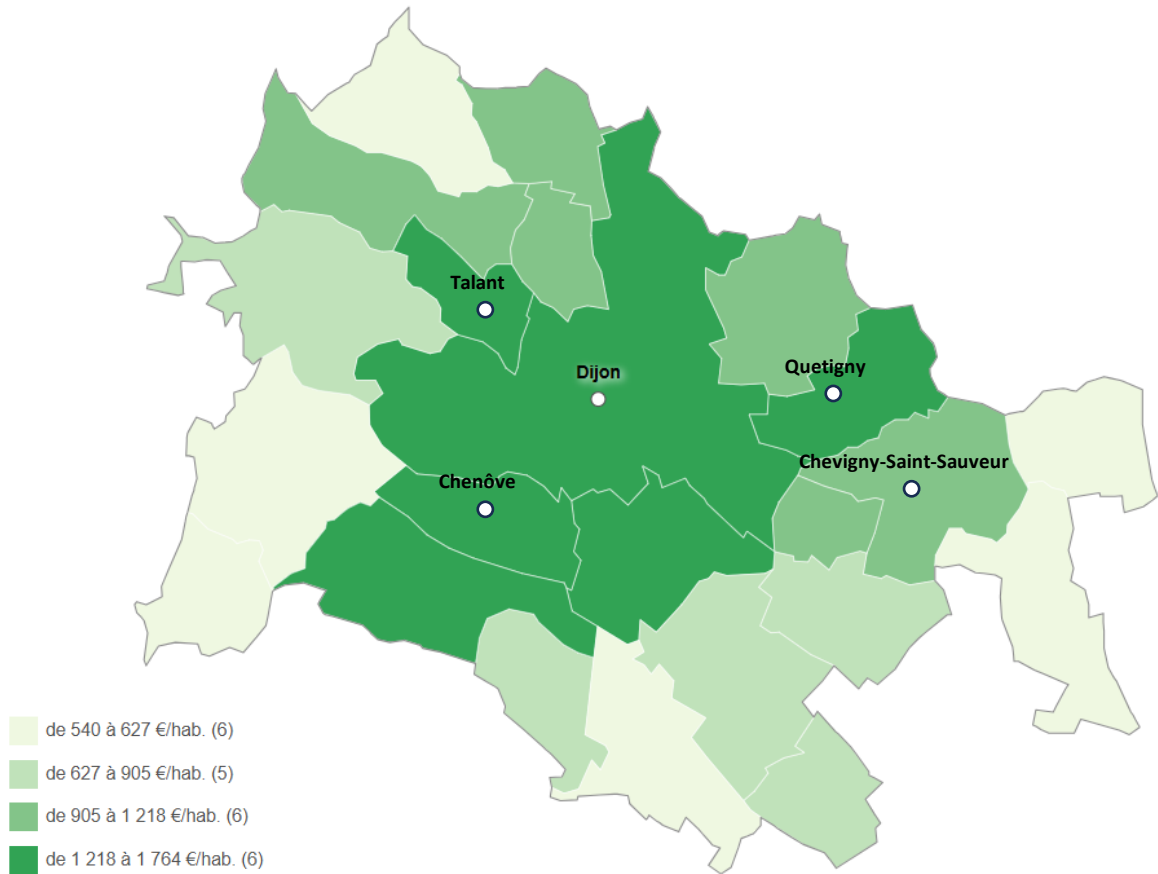 Talant
Dijon
Quetigny
Chevigny-Saint-Sauveur
Chenôve
de 540 à 627 €/hab. (6)
de 627 à 905 €/hab. (5)
de 905 à 1 218 €/hab. (6)
de 1 218 à 1 764 €/hab. (6)